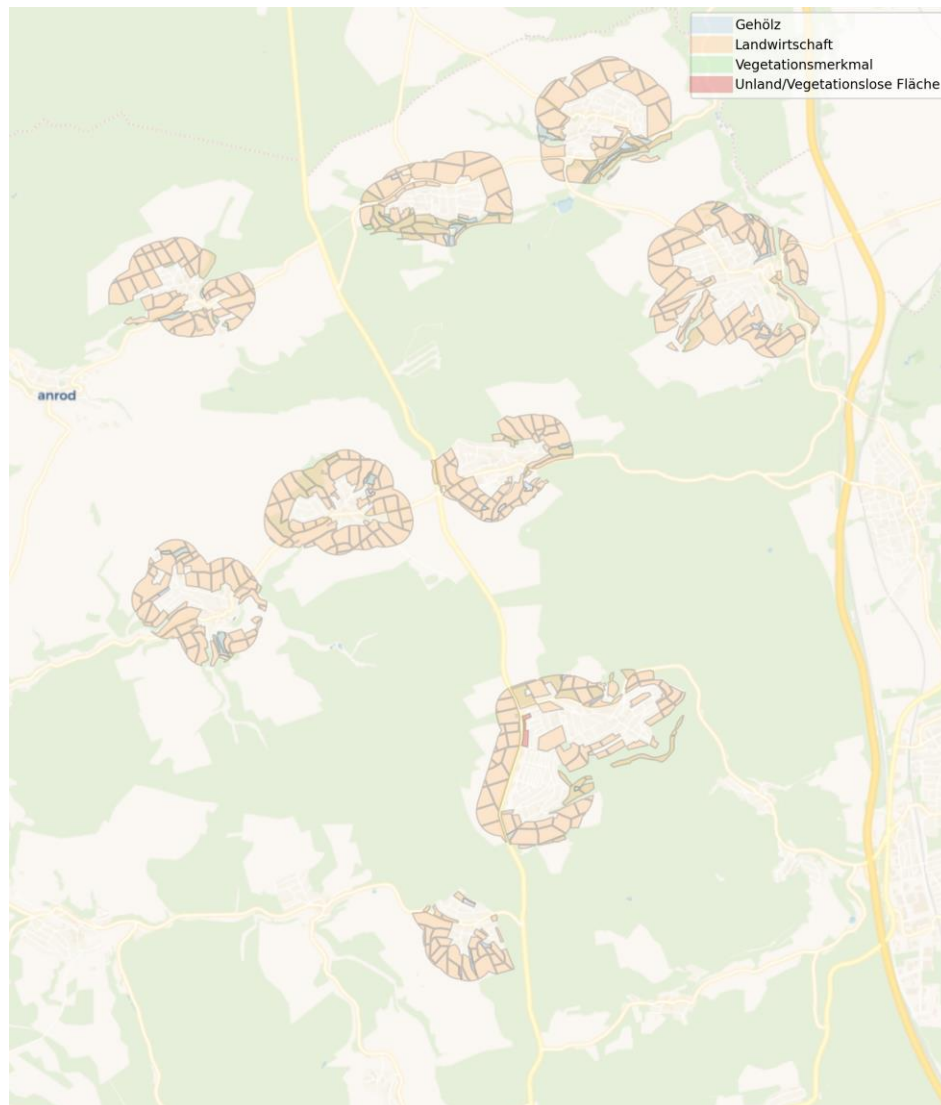 Gehölz
Landwirtschaft
Vegetationsmerkmal
Unland/Vegetationslose Fläche
anrod